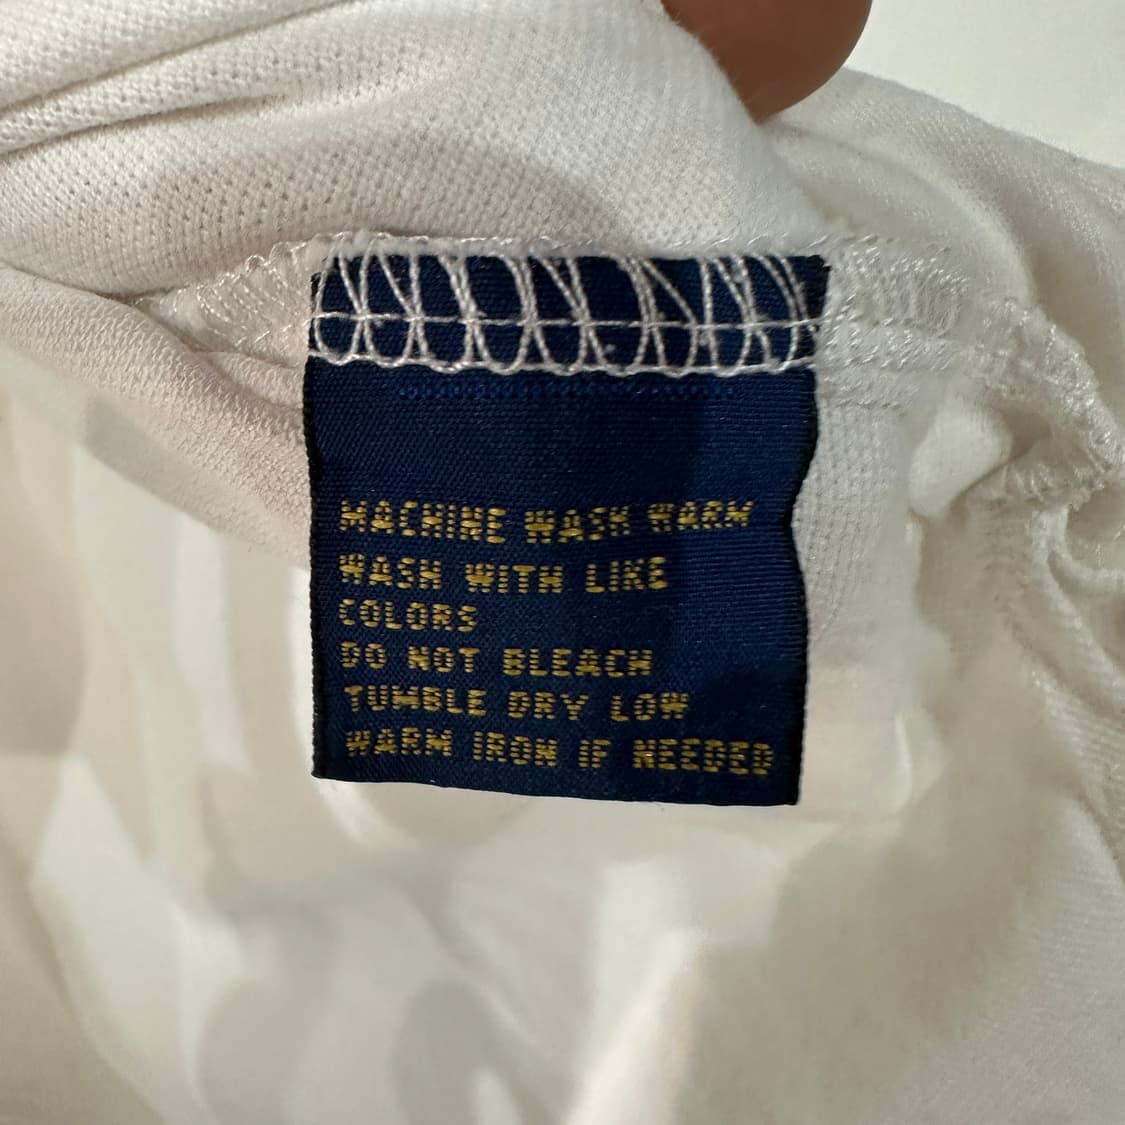 MACHINE WASH WARM
WASH WITH LIKE
COLORS
DO NOT BLEACH
TUMBLE DRY LOW
WARM IRON IF NEEDED